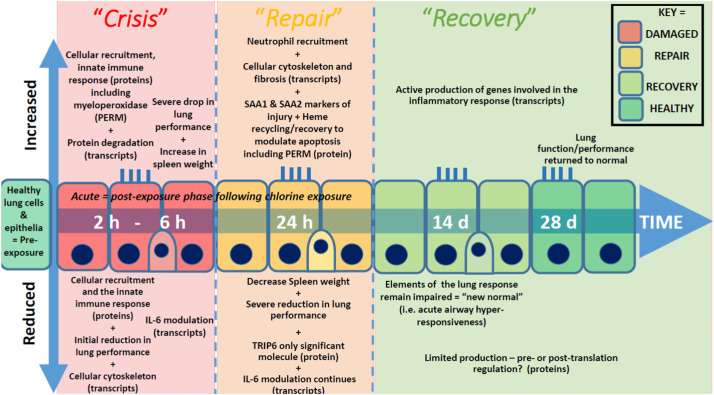 "Crisis"
"Repair"
"Recovery"
KEY =
DAMAGED
REPAIR
RECOVERY
HEALTHY
Increased
Reduced
Cellular recruitment,
innate immune
response (proteins)
including
myeloperoxidase
(PERM)
+
Protein degradation
(transcripts)
Severe drop in
lung
performance
+
Increase in
spleen weight
Neutrophil recruitment
+
Cellular cytoskeleton and
fibrosis (transcripts)
+
SAA1 & SAA2 markers of
injury + Heme
recycling/recovery to
modulate apoptosis
including PERM (protein)
Active production of genes involved in the
inflammatory response (transcripts)
Lung
function/performance
returned to normal
Healthy
lung cells
& epithelia
= Pre-
exposure
Acute = post-exposure phase following chlorine exposure
2 h - 6 h
24 h
14 d
28 d
TIME
Cellular recruitment
and the innate
immune response
(proteins)
+
Initial reduction in
lung performance
+
Cellular cytoskeleton
(transcripts)
IL-6 modulation
(transcripts)
Decrease Spleen weight
+
Severe reduction in lung
performance
+
TRIP6 only significant
molecule (protein)
+
IL-6 modulation continues
(transcripts)
Elements of the lung response
remain impaired = "new normal"
(i.e. acute airway hyper-
responsiveness)
Limited production – pre- or post-translation
regulation? (proteins)